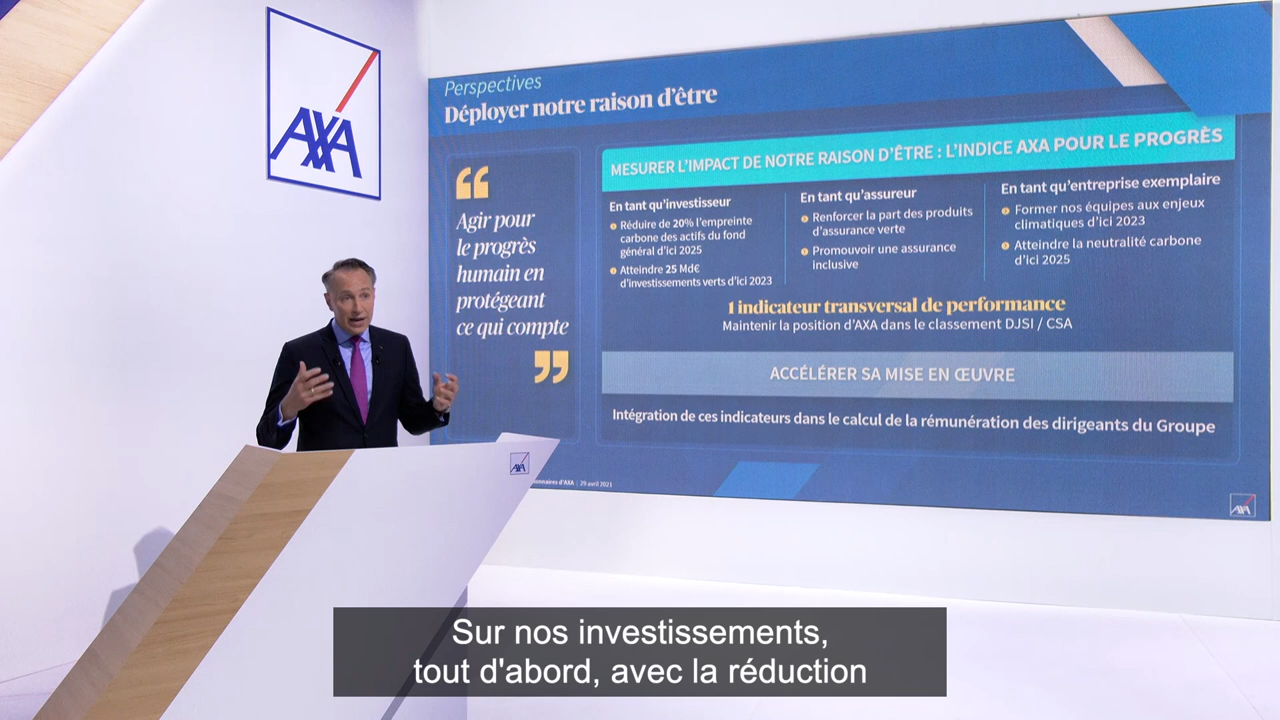 AXA
Perspectives
Déployer notre raison d’être
“
Agir pour
le progrès
humain en
protégeant
ce qui compte
”
MESURER L’IMPACT DE NOTRE RAISON D’ÊTRE : L’INDICE AXA POUR LE PROGRÈS
En tant qu’investisseur
Réduire de 20% l’empreinte
carbone des actifs du fond
général d’ici 2025
Atteindre 25 Md€
d’investissements verts d’ici 2023
En tant qu’assureur
Renforcer la part des produits
d’assurance verte
Promouvoir une assurance
inclusive
En tant qu’entreprise exemplaire
Former nos équipes aux enjeux
climatiques d’ici 2023
Atteindre la neutralité carbone
d’ici 2025
1 indicateur transversal de performance
Maintenir la position d’AXA dans le classement DJSI / CSA
ACCÉLÉRER SA MISE EN ŒUVRE
Intégration de ces indicateurs dans le calcul de la rémunération des dirigeants du Groupe
d’AXA | 29 avril 2021
AXA
AXA
Sur nos investissements,
tout d'abord, avec la réduction